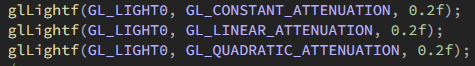 glLightf(GL_LIGHT0, GL_CONSTANT_ATTENUATION, 0.2f);
glLightf(GL_LIGHT0, GL_LINEAR_ATTENUATION, 0.2f);
glLightf(GL_LIGHT0, GL_QUADRATIC_ATTENUATION, 0.2f);